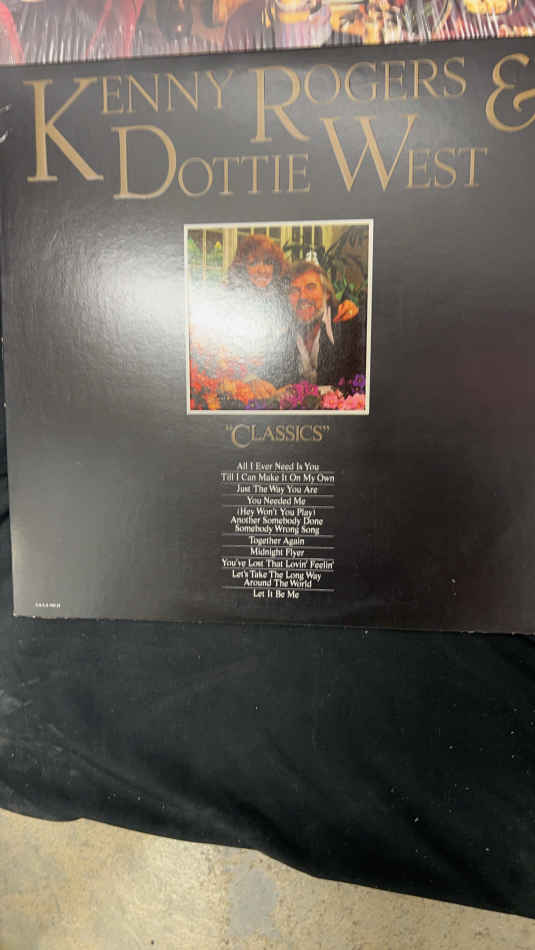 KENNY ROGERS &
DOTTIE WEST
"CLASSICS"
All I Ever Need Is You
Till I Can Make It On My Own
Just The Way You Are
You Needed Me
(Hey Won't You Play)
Another Somebody Done
Somebody Wrong Song
Together Again
Midnight Flyer
You've Lost That Lovin' Feelin'
Let's Take The Long Way
Around The World
Let It Be Me